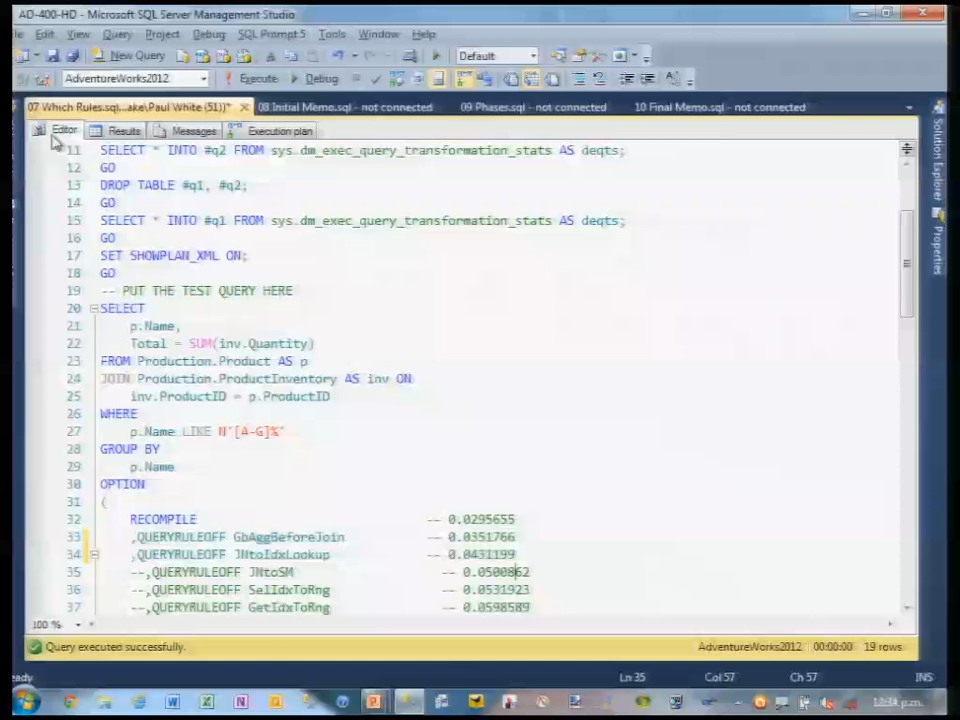 AD-400-HD - Microsoft SQL Server Management Studio
le Edit View Query Project Debug SQL Prompt 5 Tools Window Help
New Query Default
AdventureWorks2012 Execute Debug
07 Which Rules.sql...ake\Paul White (51))* 08 Initial Memo.sql - not connected 09 Phases.sql - not connected 10 Final Memo.sql - not connected
Editor Results Messages Execution plan
11 SELECT * INTO #q2 FROM sys.dm_exec_query_transformation_stats AS deqts;
12 GO
13 DROP TABLE #q1, #q2;
14 GO
15 SELECT * INTO #q1 FROM sys.dm_exec_query_transformation_stats AS deqts;
16 GO
17 SET SHOWPLAN_XML ON;
18 GO
19 -- PUT THE TEST QUERY HERE
20 SELECT
21 p.Name,
22 Total = SUM(inv.Quantity)
23 FROM Production.Product AS p
24 JOIN Production.ProductInventory AS inv ON
25 inv.ProductID = p.ProductID
26 WHERE
27 p.Name LIKE N'[A-G]%'
28 GROUP BY
29 p.Name
30 OPTION
31 (
32 RECOMPILE -- 0.0295655
33 ,QUERYRULEOFF GbAggBeforeJoin -- 0.0351766
34 ,QUERYRULEOFF JNtoIdxLookup -- 0.0431199
35 --,QUERYRULEOFF JNtoSM -- 0.0500862
36 --,QUERYRULEOFF SelIdxToRng -- 0.0531923
37 --,QUERYRULEOFF GetIdxToRng -- 0.0598589
100 %
Query executed successfully. AdventureWorks2012 00:00:00 19 rows
eady Ln 35 Col 57 Ch 57 INS
Solution Explorer
Properties